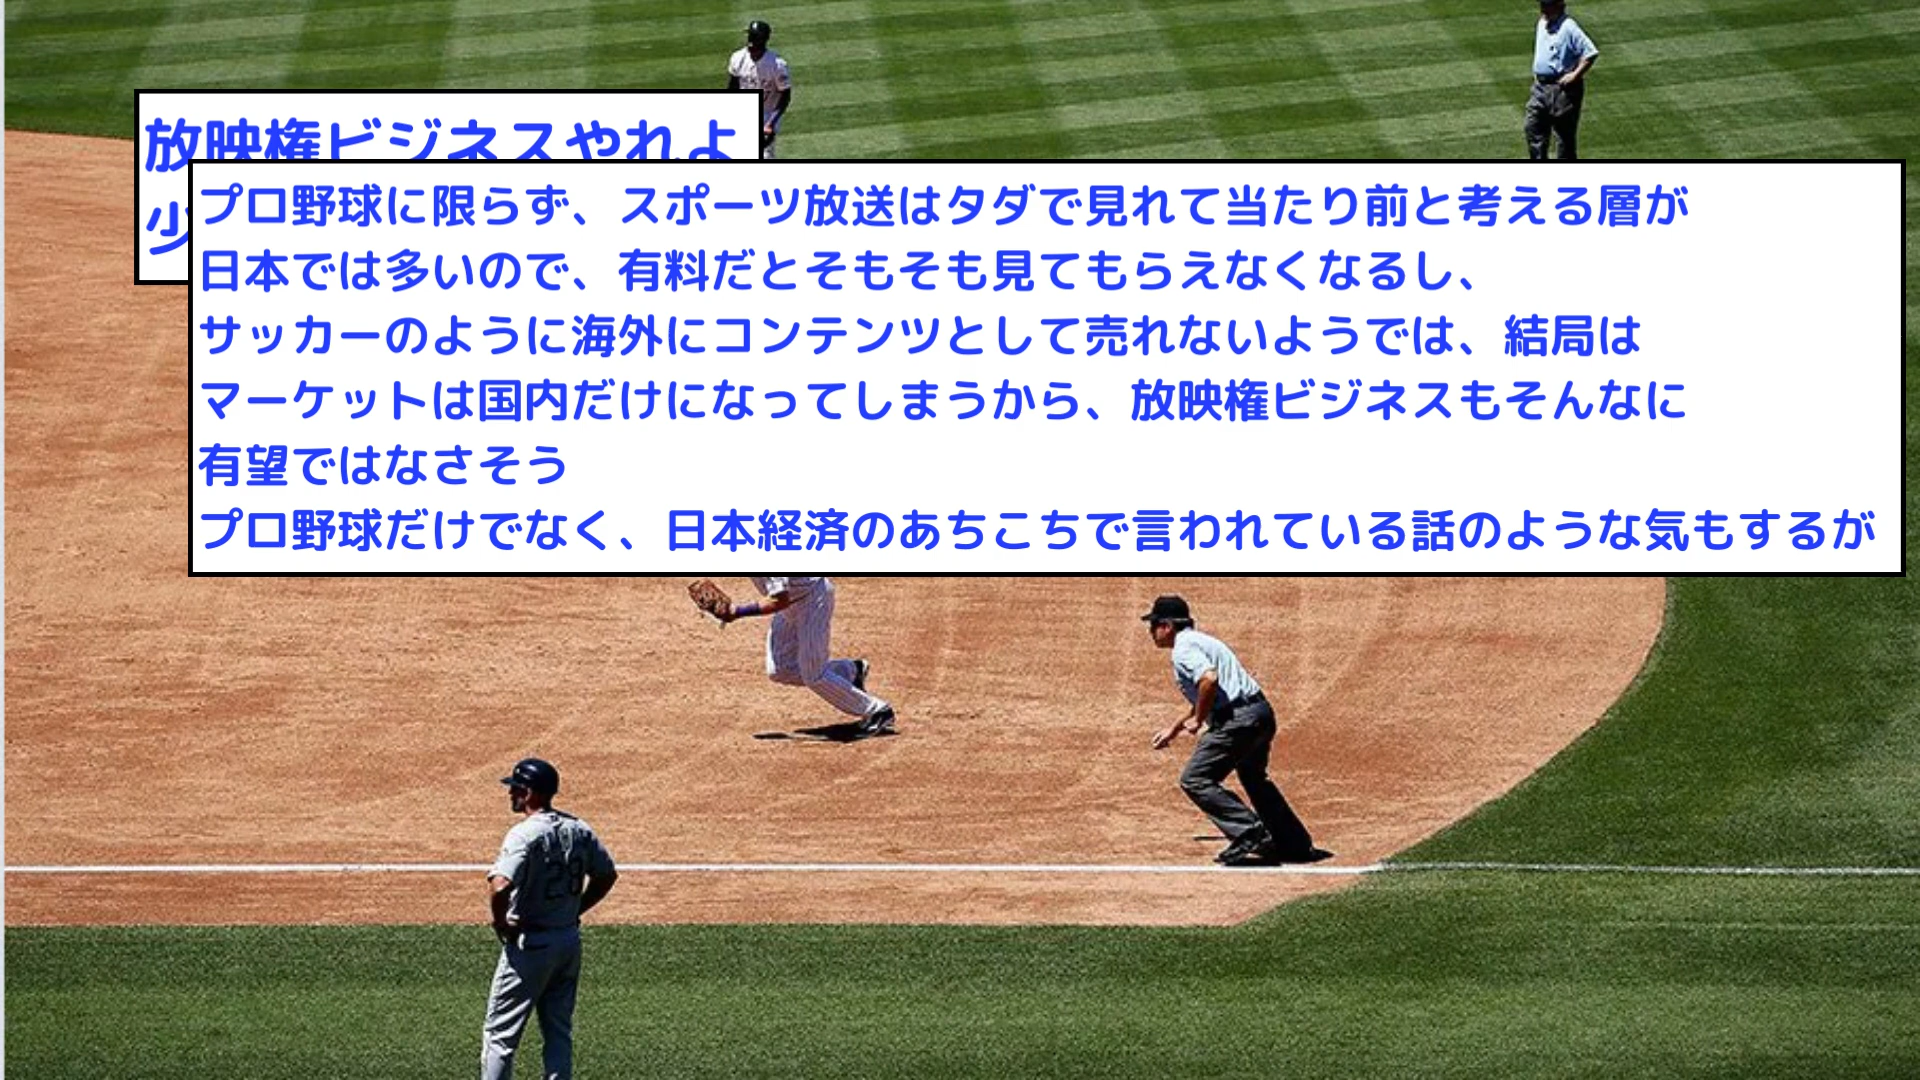 放映権ビジネスやれよ
少
プロ野球に限らず、スポーツ放送はタダで見れて当たり前と考える層が
日本では多いので、有料だとそもそも見てもらえなくなるし、
サッカーのように海外にコンテンツとして売れないようでは、結局は
マーケットは国内だけになってしまうから、放映権ビジネスもそんなに
有望ではなさそう
プロ野球だけでなく、日本経済のあちこちで言われている話のような気もするが